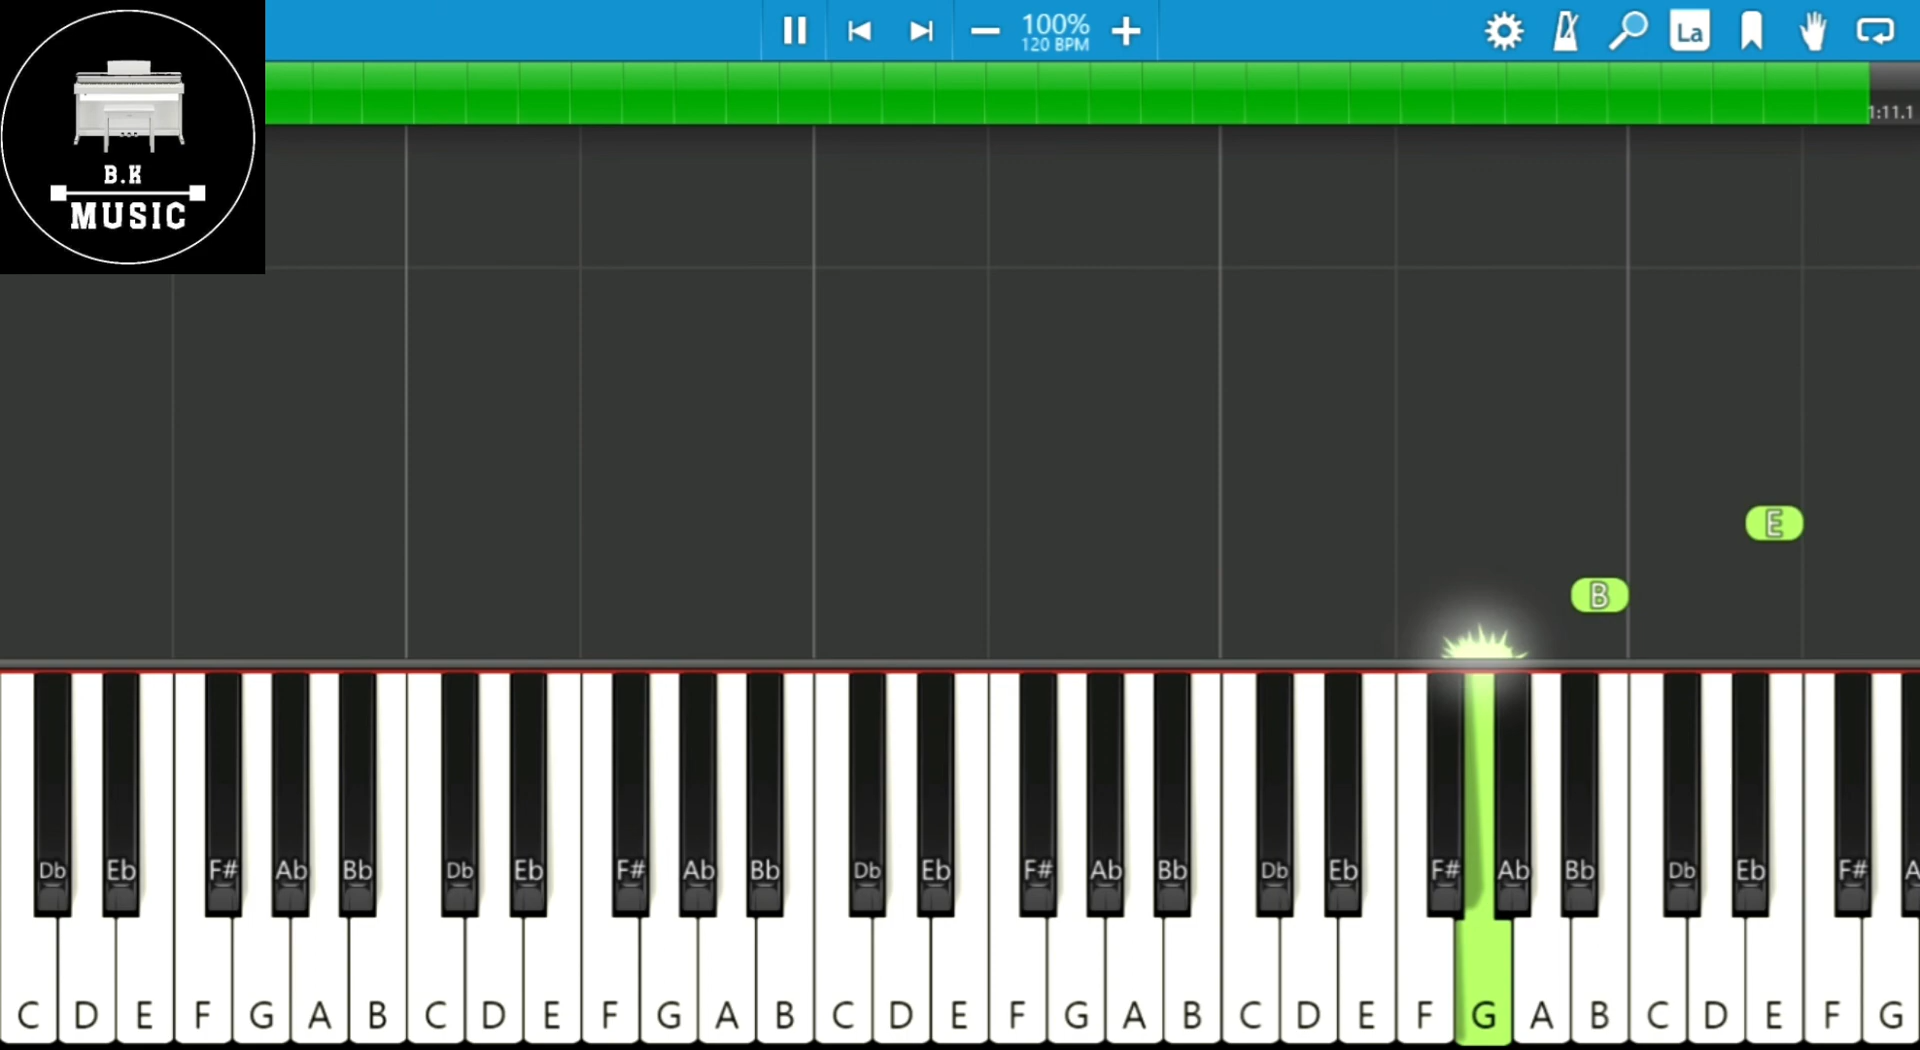 B.K
MUSIC
100%
120 BPM
La
1:11.1
E
B
Db Eb F# Ab Bb Db Eb F# Ab Bb Db Eb F# Ab Bb Db Eb F# Ab Bb Db Eb F# A
C D E F G A B C D E F G A B C D E F G A B C D E F G A B C D E F G